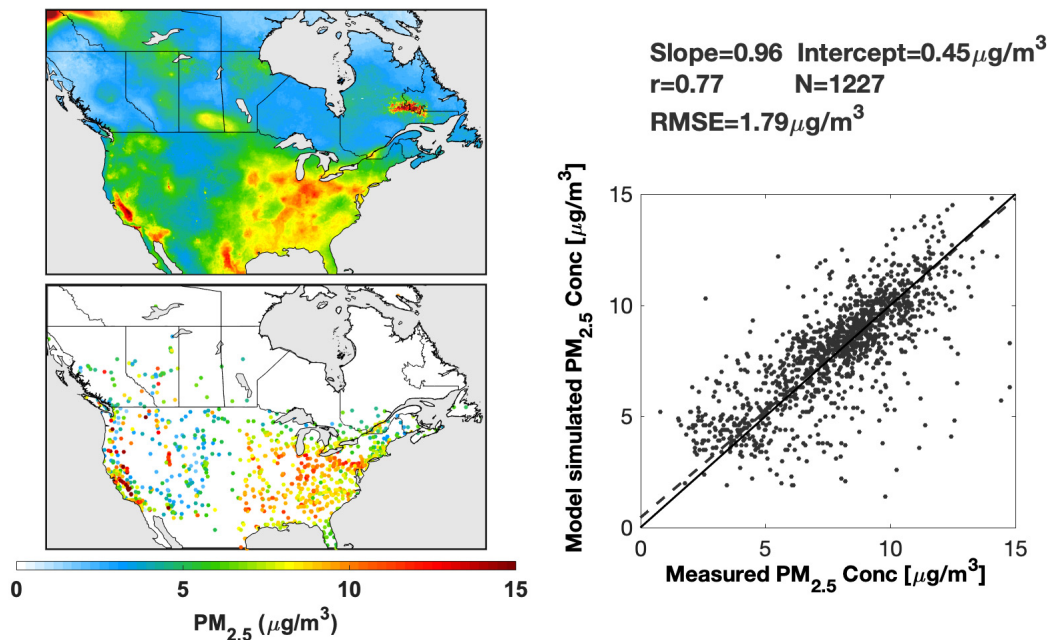 Slope=0.96 Intercept=0.45μg/m³
r=0.77 N=1227
RMSE=1.79μg/m³
0 5 10 15
PM₂.₅ (μg/m³)
Model simulated PM₂.₅ Conc [μg/m³]
15
10
5
0
0 5 10 15
Measured PM₂.₅ Conc [μg/m³]